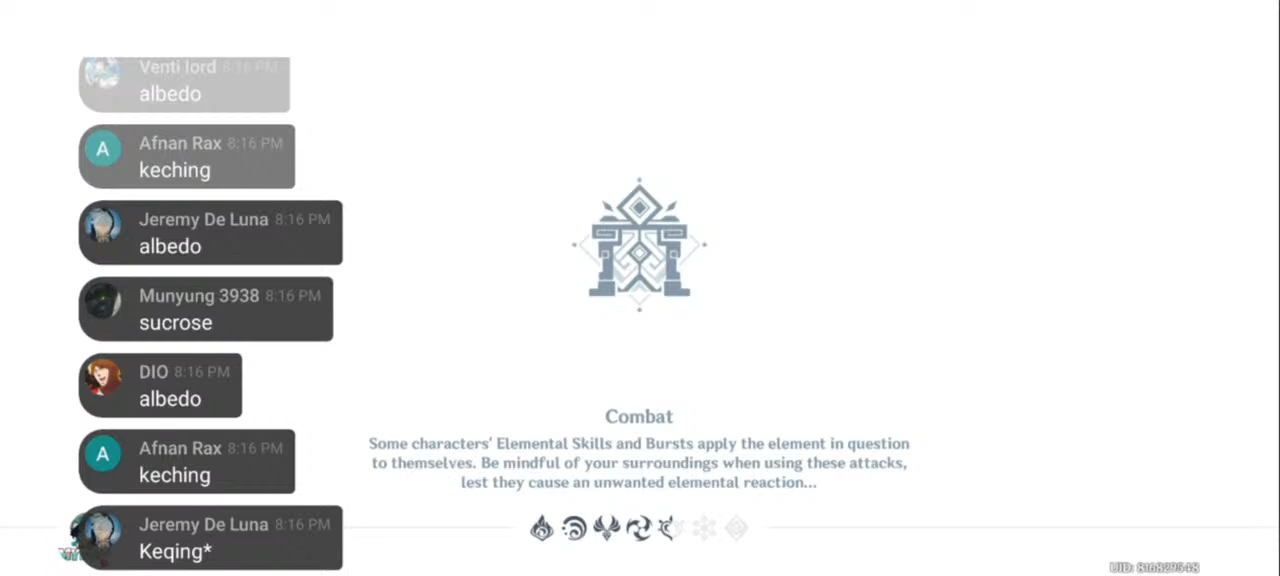 Venti lord 8:16 PM
albedo
A
Afnan Rax 8:16 PM
keching
Jeremy De Luna 8:16 PM
albedo
Munyung 3938 8:16 PM
sucrose
DIO 8:16 PM
albedo
A
Afnan Rax 8:16 PM
keching
Jeremy De Luna 8:16 PM
Keqing*
Combat
Some characters' Elemental Skills and Bursts apply the element in question
to themselves. Be mindful of your surroundings when using these attacks,
lest they cause an unwanted elemental reaction...
UID: 816829548